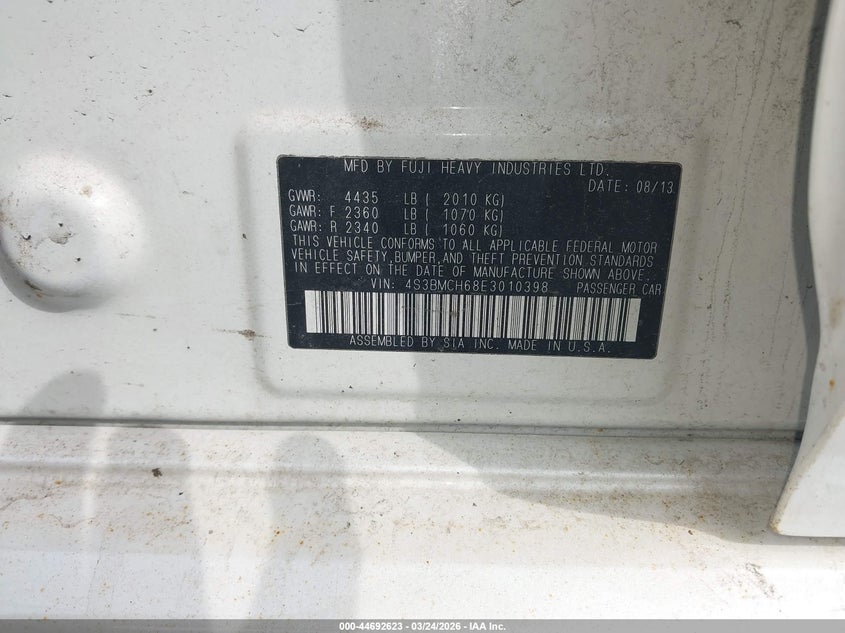 MFD BY FUJI HEAVY INDUSTRIES LTD.
DATE: 08/13
GVWR: 4435 LB ( 2010 KG)
GAWR: F 2360 LB ( 1070 KG)
GAWR: R 2340 LB ( 1060 KG)
THIS VEHICLE CONFORMS TO ALL APPLICABLE FEDERAL MOTOR
VEHICLE SAFETY, BUMPER, AND THEFT PREVENTION STANDARDS
IN EFFECT ON THE DATE OF MANUFACTURE SHOWN ABOVE.
VIN: 4S3BMCH68E3010398 PASSENGER CAR
ASSEMBLED BY SIA INC. MADE IN U.S.A.
000-44692623 - 03/24/2026 - IAA Inc.